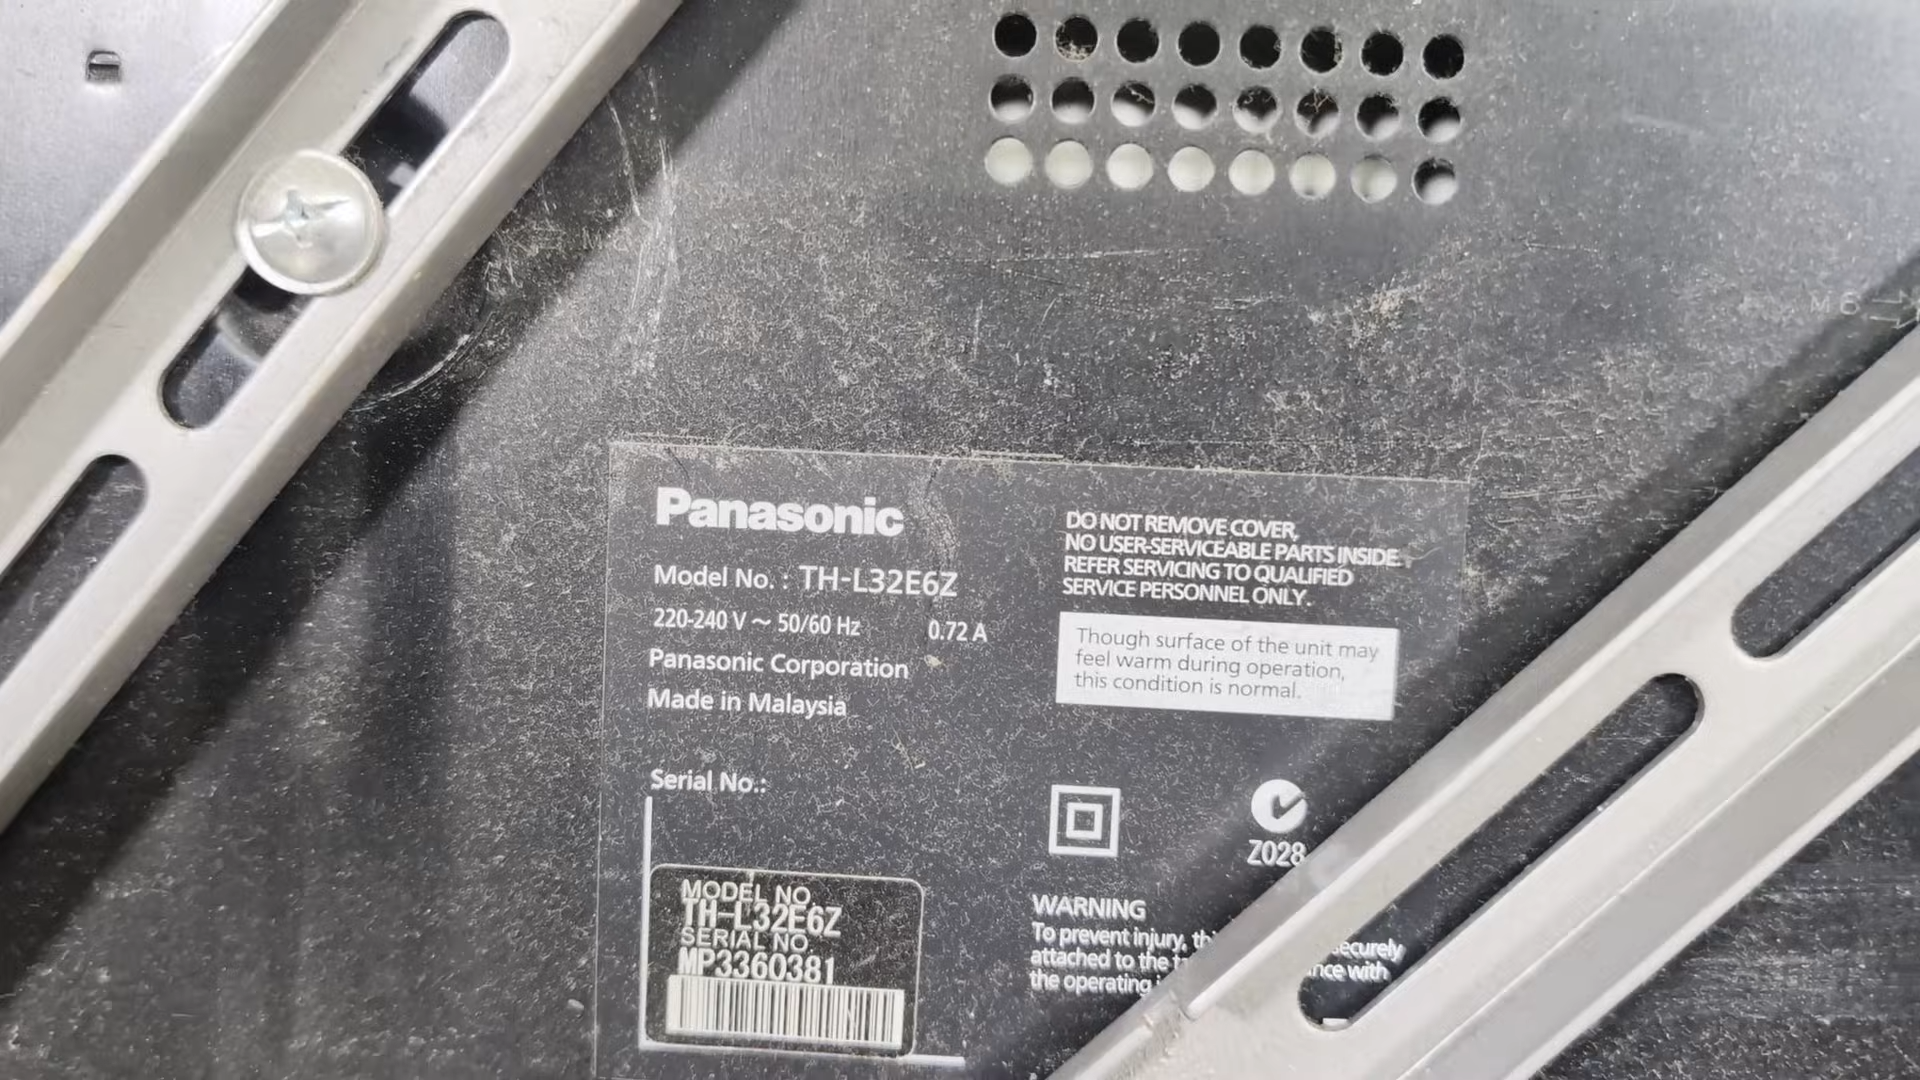 M6
M6
Panasonic
Model No. : TH-L32E6Z
220-240 V ~ 50/60 Hz 0.72 A
Panasonic Corporation
Made in Malaysia
Serial No.:
MODEL NO.
TH-L32E6Z
SERIAL NO.
MP3360381
DO NOT REMOVE COVER,
NO USER-SERVICEABLE PARTS INSIDE.
REFER SERVICING TO QUALIFIED
SERVICE PERSONNEL ONLY.
Though surface of the unit may
feel warm during operation,
this condition is normal.
Z028
WARNING
To prevent injury, securely
attached to the with
the operating